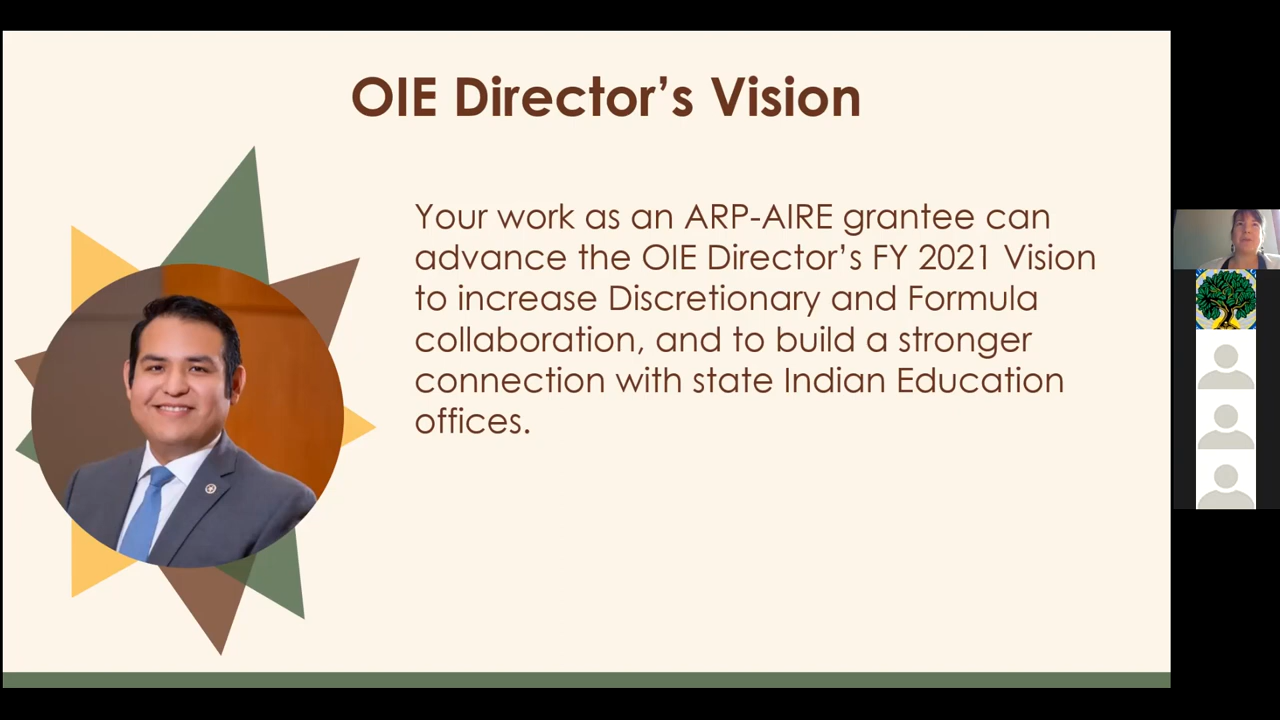 OIE Director’s Vision
Your work as an ARP-AIRE grantee can
advance the OIE Director’s FY 2021 Vision
to increase Discretionary and Formula
collaboration, and to build a stronger
connection with state Indian Education
offices.